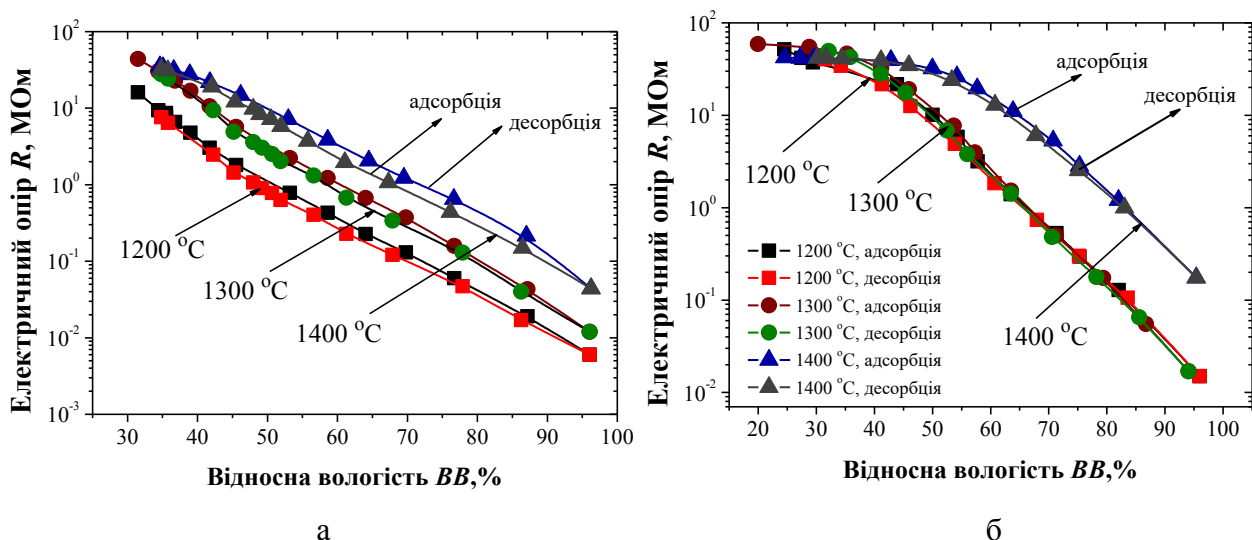 Електричний опір R, МОм
10²
10¹
10⁰
10⁻¹
10⁻²
10⁻³
адсорбція
десорбція
1200 °C
1300 °C
1400 °C
30 40 50 60 70 80 90 100
Відносна вологість BB,%
а
Електричний опір R, МОм
10²
10¹
10⁰
10⁻¹
10⁻²
адсорбція
десорбція
1200 °C
1300 °C
1200 °C, адсорбція
1200 °C, десорбція
1300 °C, адсорбція
1300 °C, десорбція
1400 °C, адсорбція
1400 °C, десорбція
1400 °C
20 30 40 50 60 70 80 90 100
Відносна вологість BB,%
б